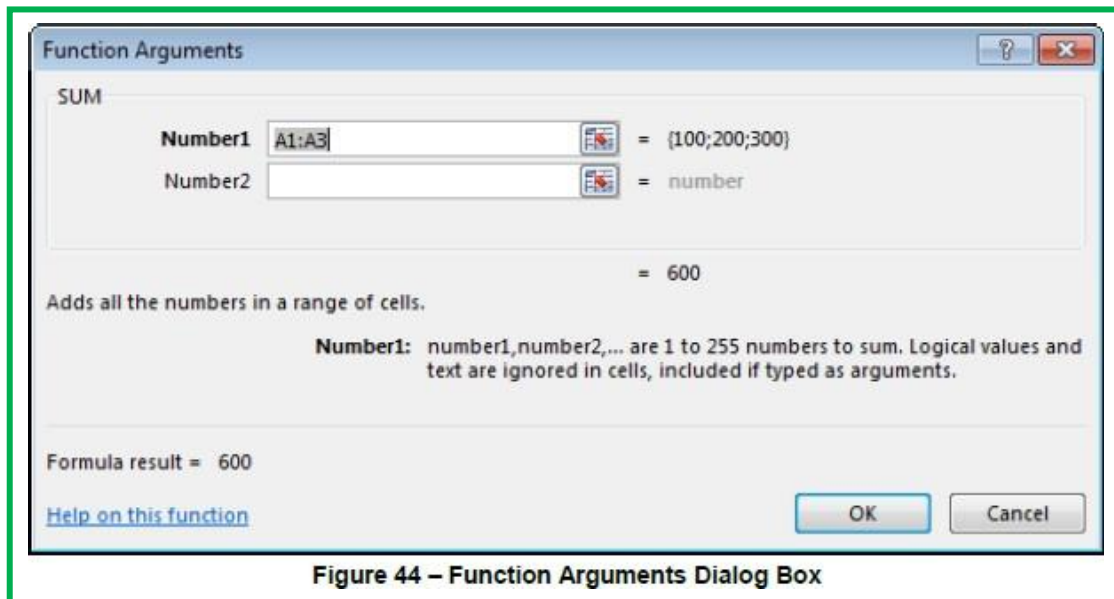 Function Arguments
SUM
Number1 A1:A3 = {100;200;300}
Number2 = number
= 600
Adds all the numbers in a range of cells.
Number1: number1,number2,... are 1 to 255 numbers to sum. Logical values and
text are ignored in cells, included if typed as arguments.
Formula result = 600
Help on this function OK Cancel
Figure 44 – Function Arguments Dialog Box